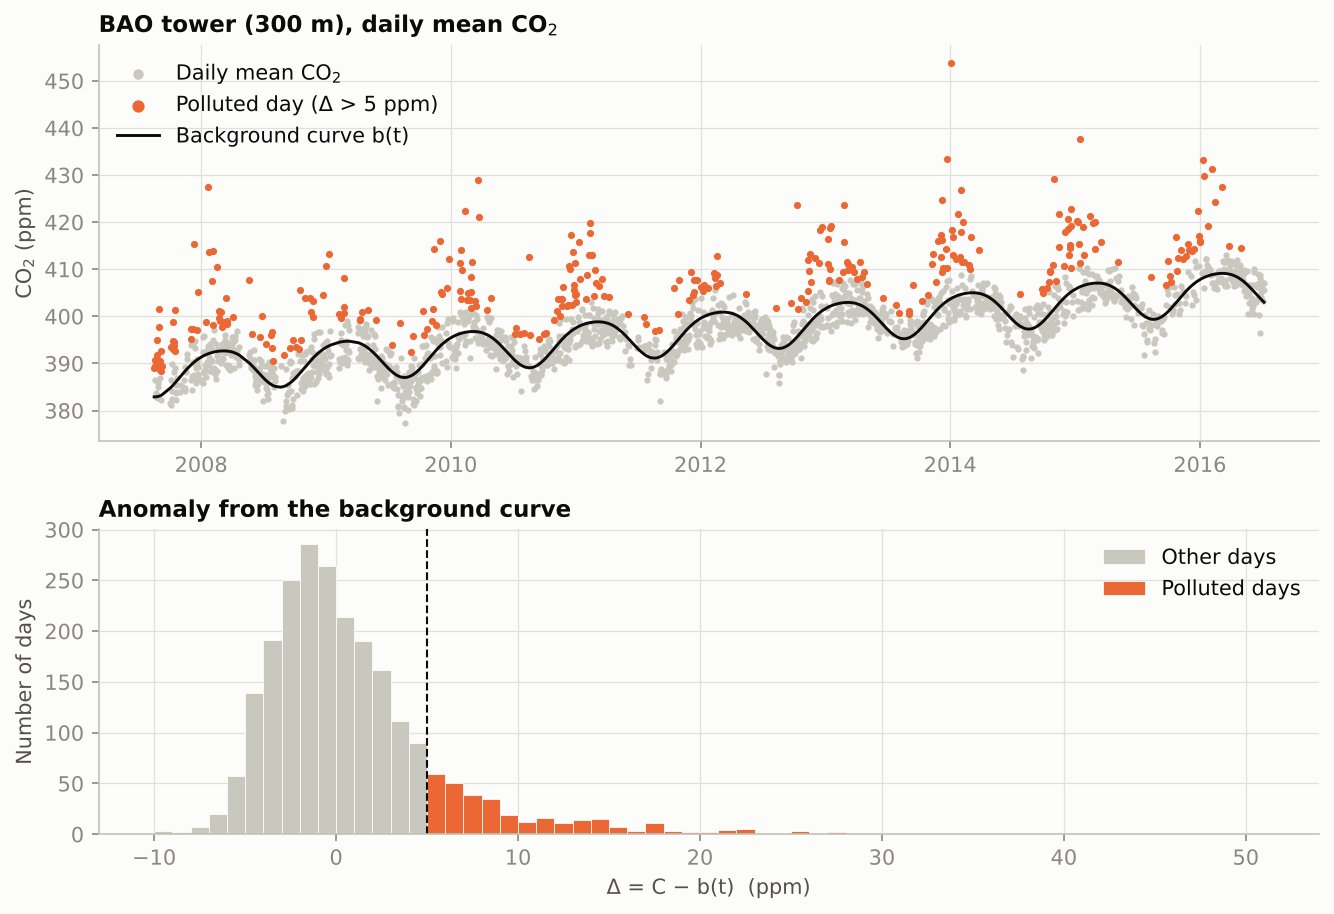 BAO tower (300 m), daily mean CO₂
Daily mean CO₂
Polluted day (Δ > 5 ppm)
Background curve b(t)
CO₂ (ppm)
450
440
430
420
410
400
390
380
2008
2010
2012
2014
2016
Anomaly from the background curve
Other days
Polluted days
Number of days
300
250
200
150
100
50
0
−10
0
10
20
30
40
50
Δ = C − b(t) (ppm)